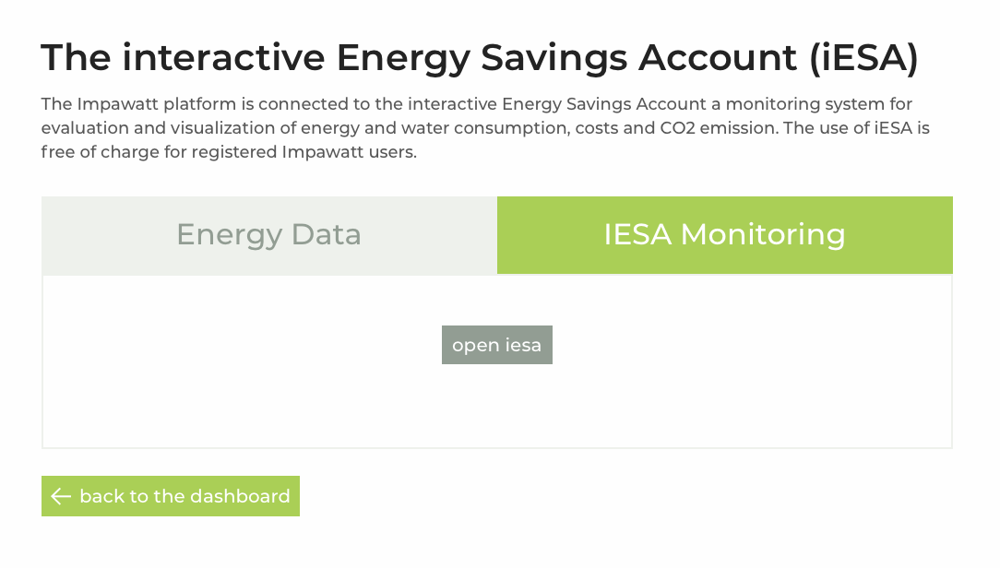 The interactive Energy Savings Account (iESA)
The Impawatt platform is connected to the interactive Energy Savings Account a monitoring system for
evaluation and visualization of energy and water consumption, costs and CO2 emission. The use of iESA is
free of charge for registered Impawatt users.
Energy Data
IESA Monitoring
open iesa
back to the dashboard